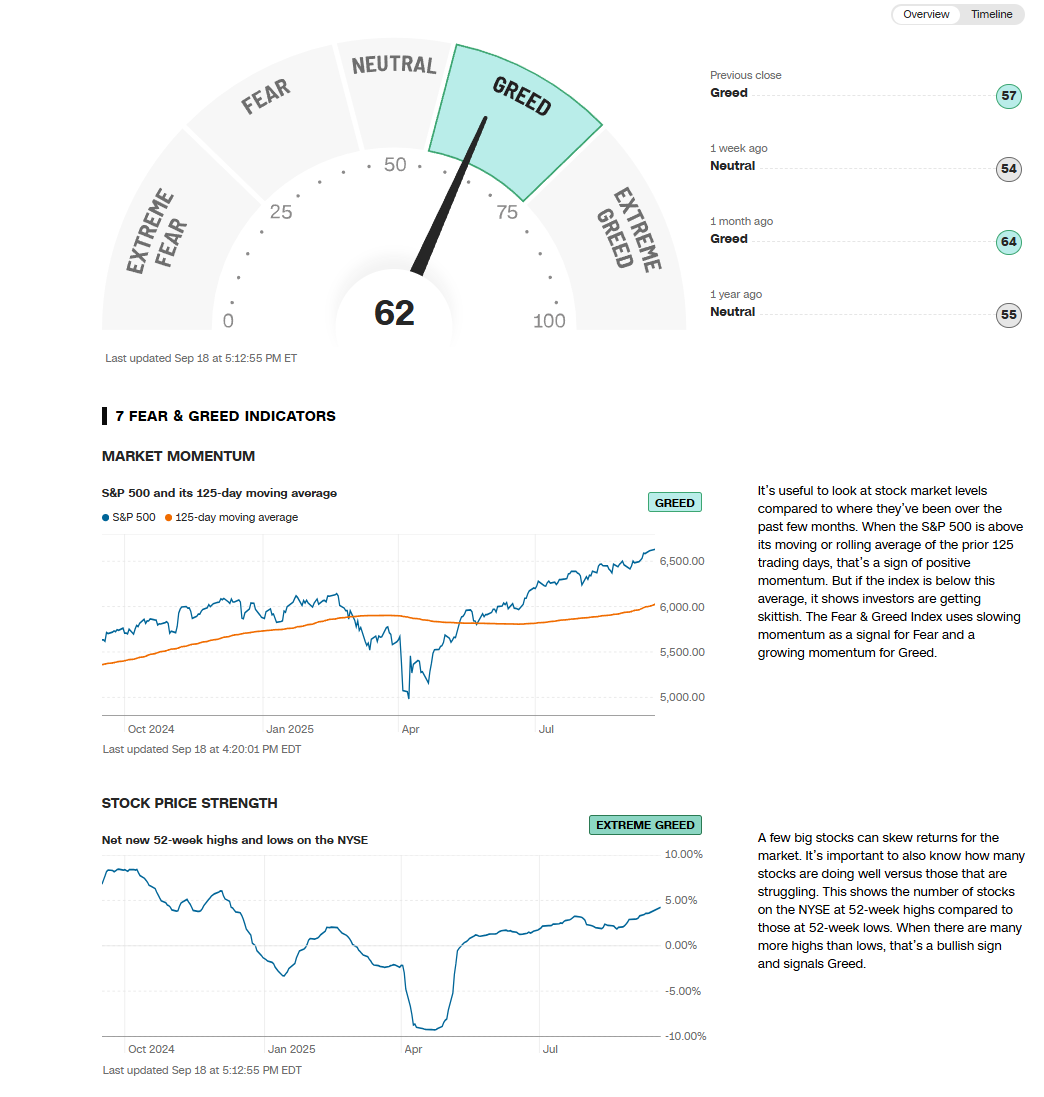 Overview Timeline
EXTREME
FEAR
FEAR
NEUTRAL
GREED
EXTREME
GREED
0
25
50
75
100
62
Last updated Sep 18 at 5:12:55 PM ET
Previous close
Greed 57
1 week ago
Neutral 54
1 month ago
Greed 64
1 year ago
Neutral 55
7 FEAR & GREED INDICATORS
MARKET MOMENTUM
S&P 500 and its 125-day moving average
GREED
S&P 500 125-day moving average
6,500.00
6,000.00
5,500.00
5,000.00
Oct 2024 Jan 2025 Apr Jul
Last updated Sep 18 at 4:20:01 PM EDT
It's useful to look at stock market levels
compared to where they've been over the
past few months. When the S&P 500 is above
its moving or rolling average of the prior 125
trading days, that's a sign of positive
momentum. But if the index is below this
average, it shows investors are getting
skittish. The Fear & Greed Index uses slowing
momentum as a signal for Fear and a
growing momentum for Greed.
STOCK PRICE STRENGTH
Net new 52-week highs and lows on the NYSE
EXTREME GREED
10.00%
5.00%
0.00%
-5.00%
-10.00%
Oct 2024 Jan 2025 Apr Jul
Last updated Sep 18 at 5:12:55 PM EDT
A few big stocks can skew returns for the
market. It's important to also know how many
stocks are doing well versus those that are
struggling. This shows the number of stocks
on the NYSE at 52-week highs compared to
those at 52-week lows. When there are many
more highs than lows, that's a bullish sign
and signals Greed.